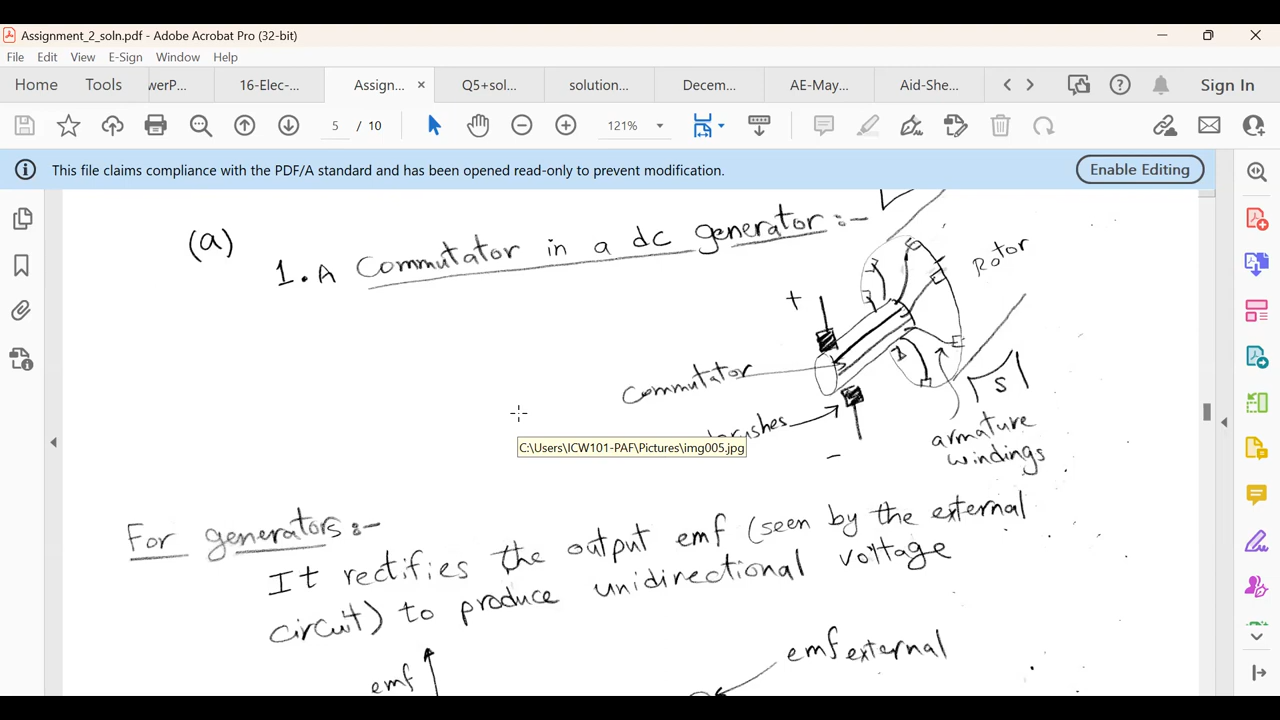 Assignment_2_soln.pdf - Adobe Acrobat Pro (32-bit)
File Edit View Window Help
Home Tools werP... 16-Elec-... Assign... × Q5+sol... solution... Decem... AE-May... Aid-She... Sign In
5 / 10 121%
This file claims compliance with the PDF/A standard and has been opened read-only to prevent modification. Enable Editing
(a)
1. A Commutator in a dc generator :-
Rotor
+
Commutator
S
brushes
armature
windings
-
C:\Users\ICW101-PAF\Pictures\img005.jpg
For generators :-
It rectifies the output emf (seen by the external
circuit) to produce unidirectional voltage
emf external
emf